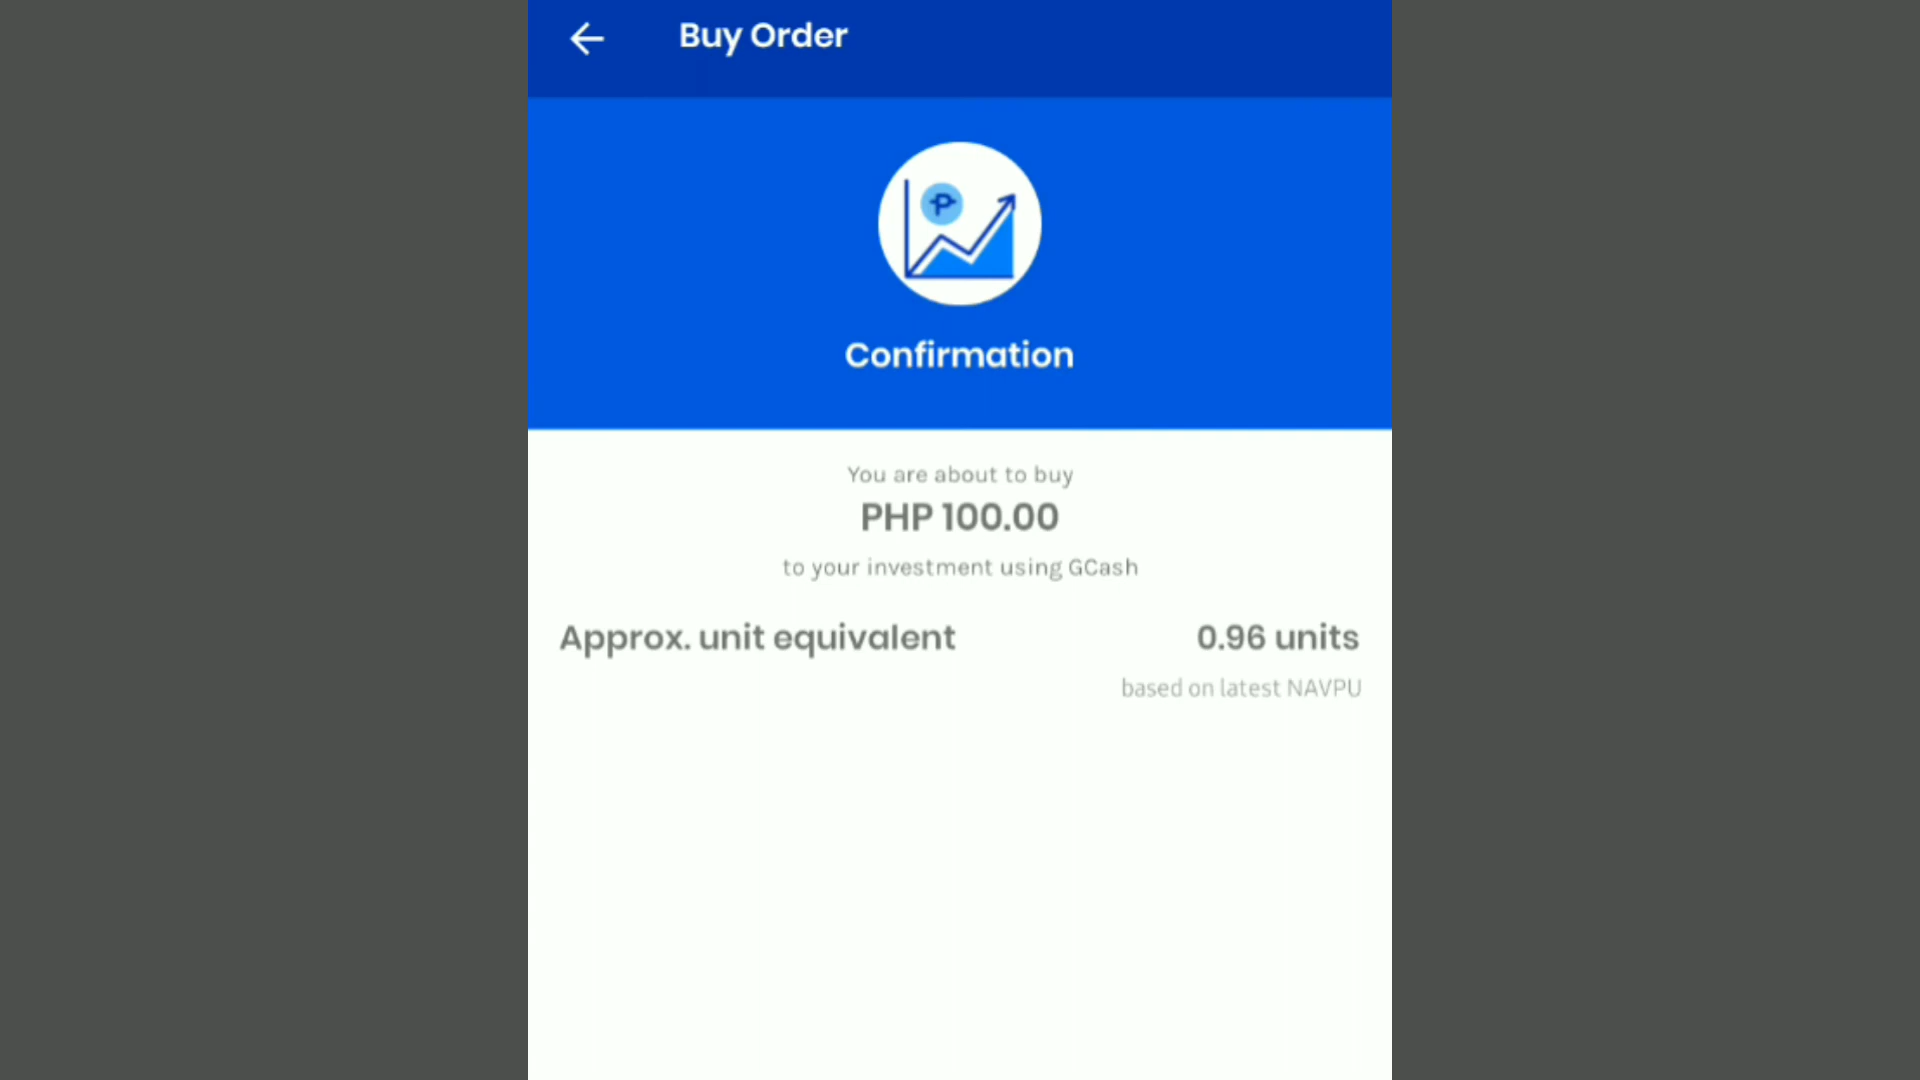 Buy Order
Confirmation
You are about to buy
PHP 100.00
to your investment using GCash
Approx. unit equivalent 0.96 units
based on latest NAVPU